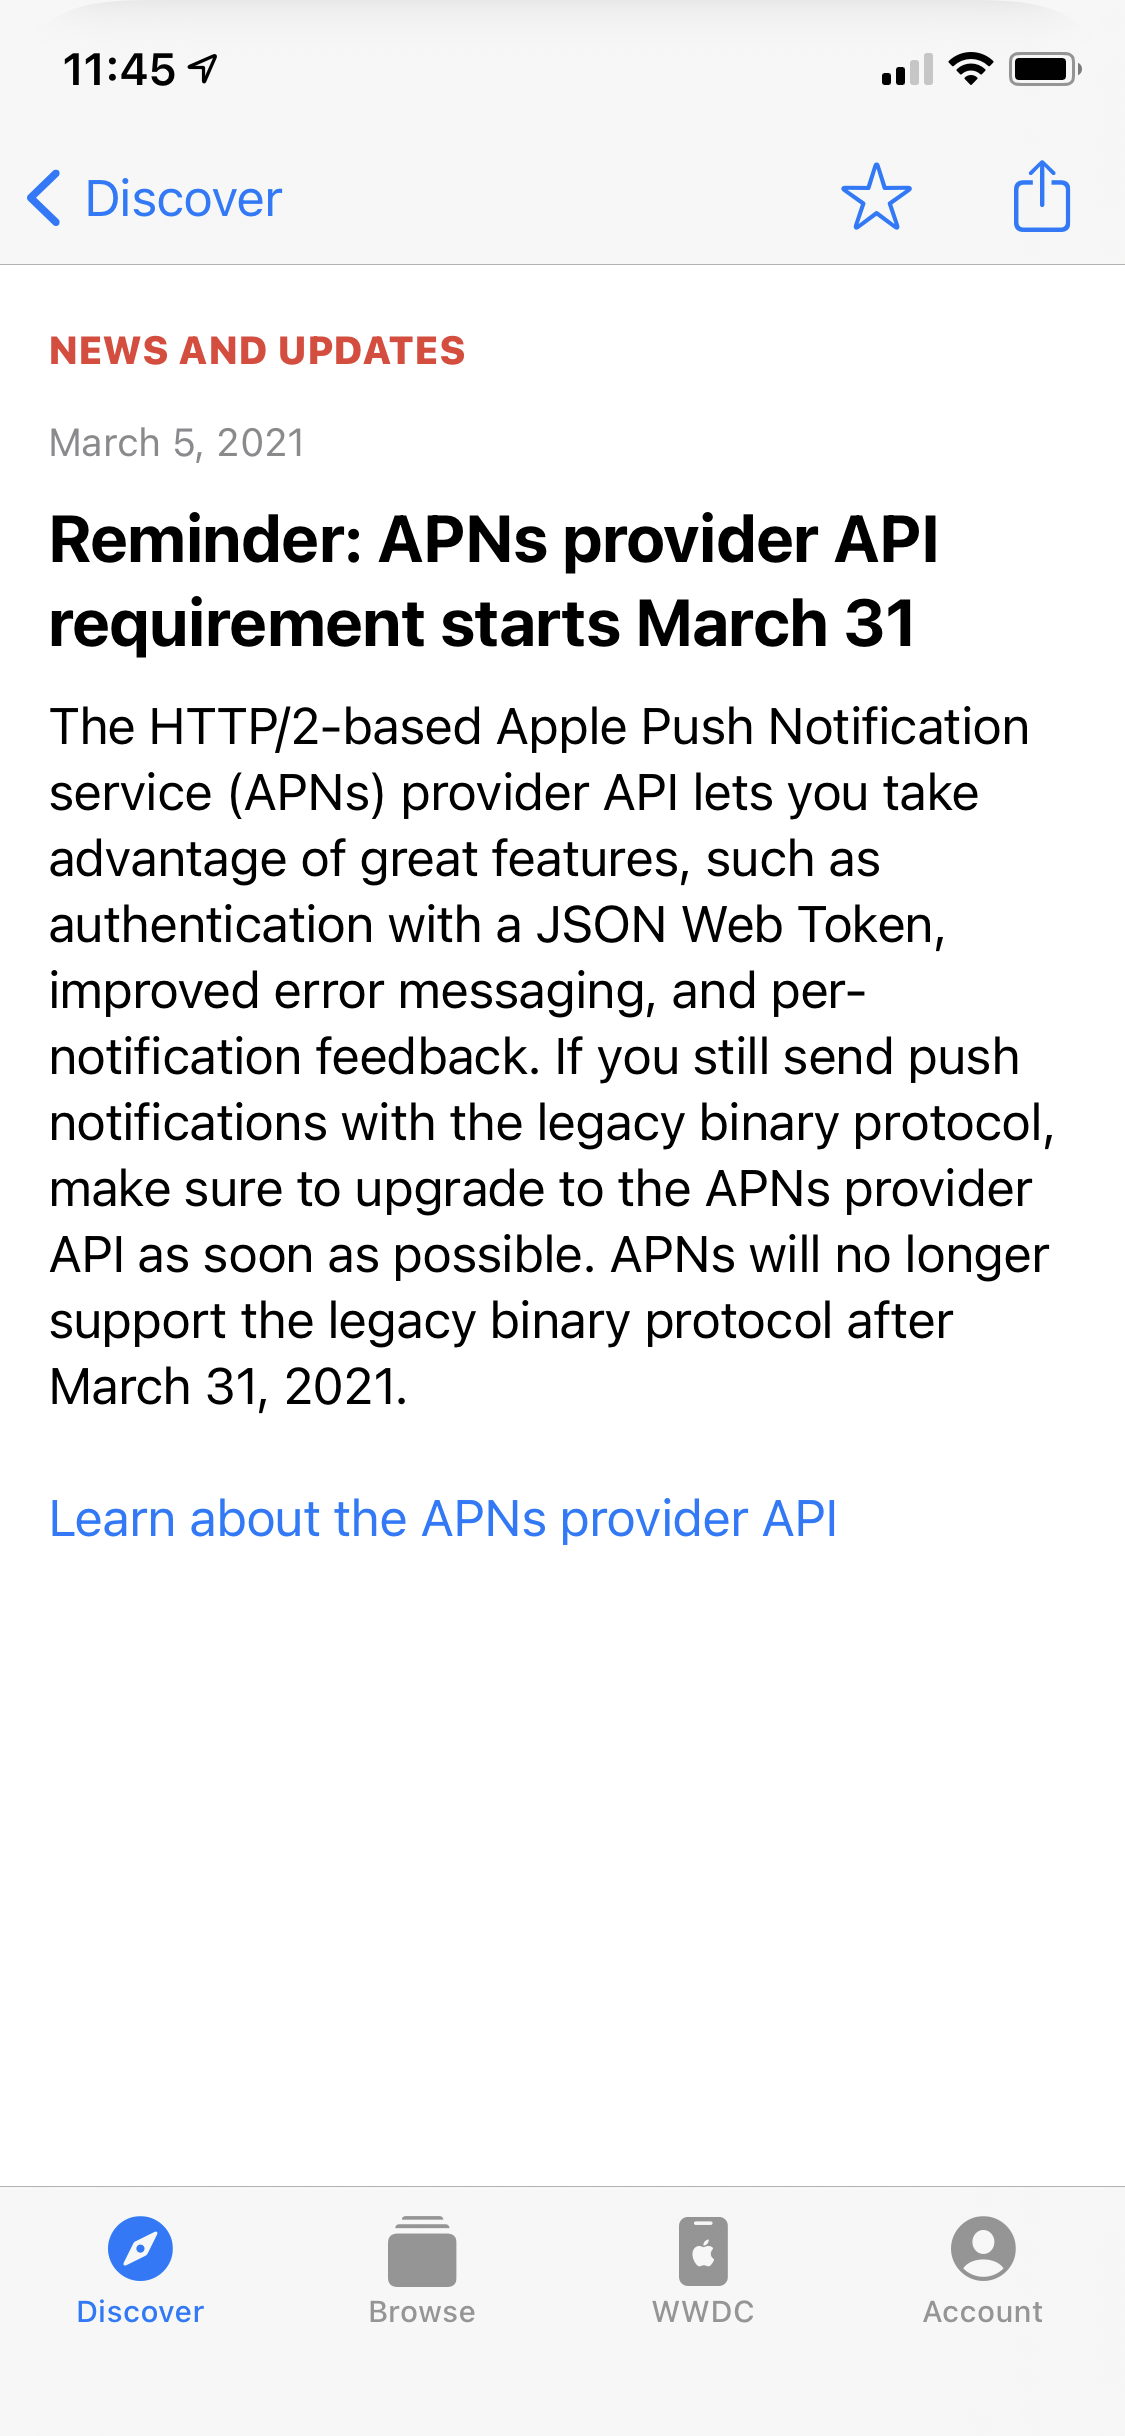 11:45
Discover
NEWS AND UPDATES
March 5, 2021
Reminder: APNs provider API
requirement starts March 31
The HTTP/2-based Apple Push Notification
service (APNs) provider API lets you take
advantage of great features, such as
authentication with a JSON Web Token,
improved error messaging, and per-
notification feedback. If you still send push
notifications with the legacy binary protocol,
make sure to upgrade to the APNs provider
API as soon as possible. APNs will no longer
support the legacy binary protocol after
March 31, 2021.
Learn about the APNs provider API
Discover
Browse
WWDC
Account